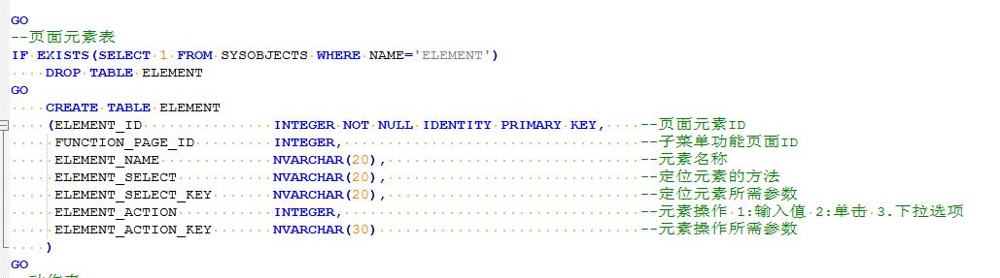 GO
--页面元素表
IF EXISTS(SELECT 1 FROM SYSOBJECTS WHERE NAME='ELEMENT')
DROP TABLE ELEMENT
GO
CREATE TABLE ELEMENT
(ELEMENT_ID INTEGER NOT NULL IDENTITY PRIMARY KEY, --页面元素ID
FUNCTION_PAGE_ID INTEGER, --子菜单功能页面ID
ELEMENT_NAME NVARCHAR(20), --元素名称
ELEMENT_SELECT NVARCHAR(20), --定位元素的方法
ELEMENT_SELECT_KEY NVARCHAR(20), --定位元素所需参数
ELEMENT_ACTION INTEGER, --元素操作 1:输入值 2:单击 3.下拉选项
ELEMENT_ACTION_KEY NVARCHAR(30) --元素操作所需参数
)
GO